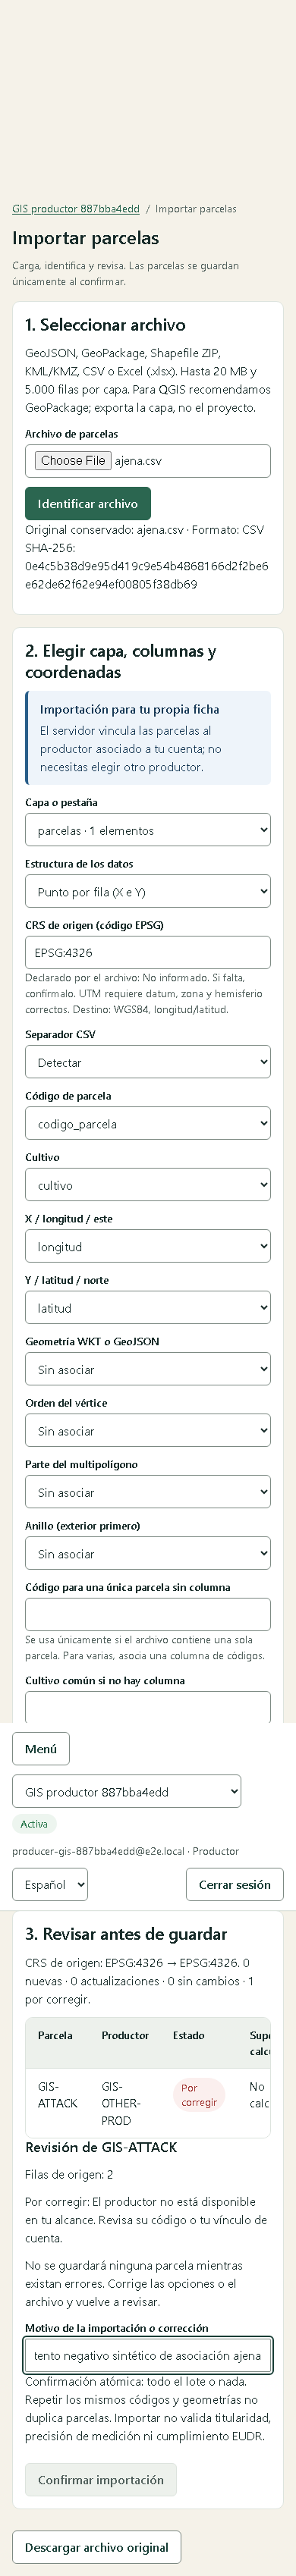 GIS productor 887bba4edd / Importar parcelas
Importar parcelas
Carga, identifica y revisa. Las parcelas se guardan
únicamente al confirmar.
1. Seleccionar archivo
GeoJSON, GeoPackage, Shapefile ZIP,
KML/KMZ, CSV o Excel (.xlsx). Hasta 20 MB y
5.000 filas por capa. Para QGIS recomendamos
GeoPackage; exporta la capa, no el proyecto.
Archivo de parcelas
Choose File ajena.csv
Identificar archivo
Original conservado: ajena.csv · Formato: CSV
SHA-256:
0e4c5b38d9e95d419c9e54b4868166d2f2be6
e62de62f62e94ef00805f38db69
2. Elegir capa, columnas y
coordenadas
Importación para tu propia ficha
El servidor vincula las parcelas al
productor asociado a tu cuenta; no
necesitas elegir otro productor.
Capa o pestaña
parcelas · 1 elementos
Estructura de los datos
Punto por fila (X e Y)
CRS de origen (código EPSG)
EPSG:4326
Declarado por el archivo: No informado. Si falta,
confírmalo. UTM requiere datum, zona y hemisferio
correctos. Destino: WGS84, longitud/latitud.
Separador CSV
Detectar
Código de parcela
codigo_parcela
Cultivo
cultivo
X / longitud / este
longitud
Y / latitud / norte
latitud
Geometría WKT o GeoJSON
Sin asociar
Orden del vértice
Sin asociar
Parte del multipolígono
Sin asociar
Anillo (exterior primero)
Sin asociar
Código para una única parcela sin columna
Se usa únicamente si el archivo contiene una sola
parcela. Para varias, asocia una columna de códigos.
Cultivo común si no hay columna
Menú
GIS productor 887bba4edd
Activa
producer-gis-887bba4edd@e2e.local · Productor
Español
Cerrar sesión
3. Revisar antes de guardar
CRS de origen: EPSG:4326 → EPSG:4326. 0
nuevas · 0 actualizaciones · 0 sin cambios · 1
por corregir.
Parcela Productor Estado
GIS-ATTACK GIS-OTHER-PROD Por corregir No
Revisión de GIS-ATTACK
Filas de origen: 2
Por corregir: El productor no está disponible
en tu alcance. Revisa su código o tu vínculo de
cuenta.
No se guardará ninguna parcela mientras
existan errores. Corrige las opciones o el
archivo y vuelve a revisar.
Motivo de la importación o corrección
tento negativo sintético de asociación ajena
Confirmación atómica: todo el lote o nada.
Repetir los mismos códigos y geometrías no
duplica parcelas. Importar no valida titularidad,
precisión de medición ni cumplimiento EUDR.
Confirmar importación
Descargar archivo original